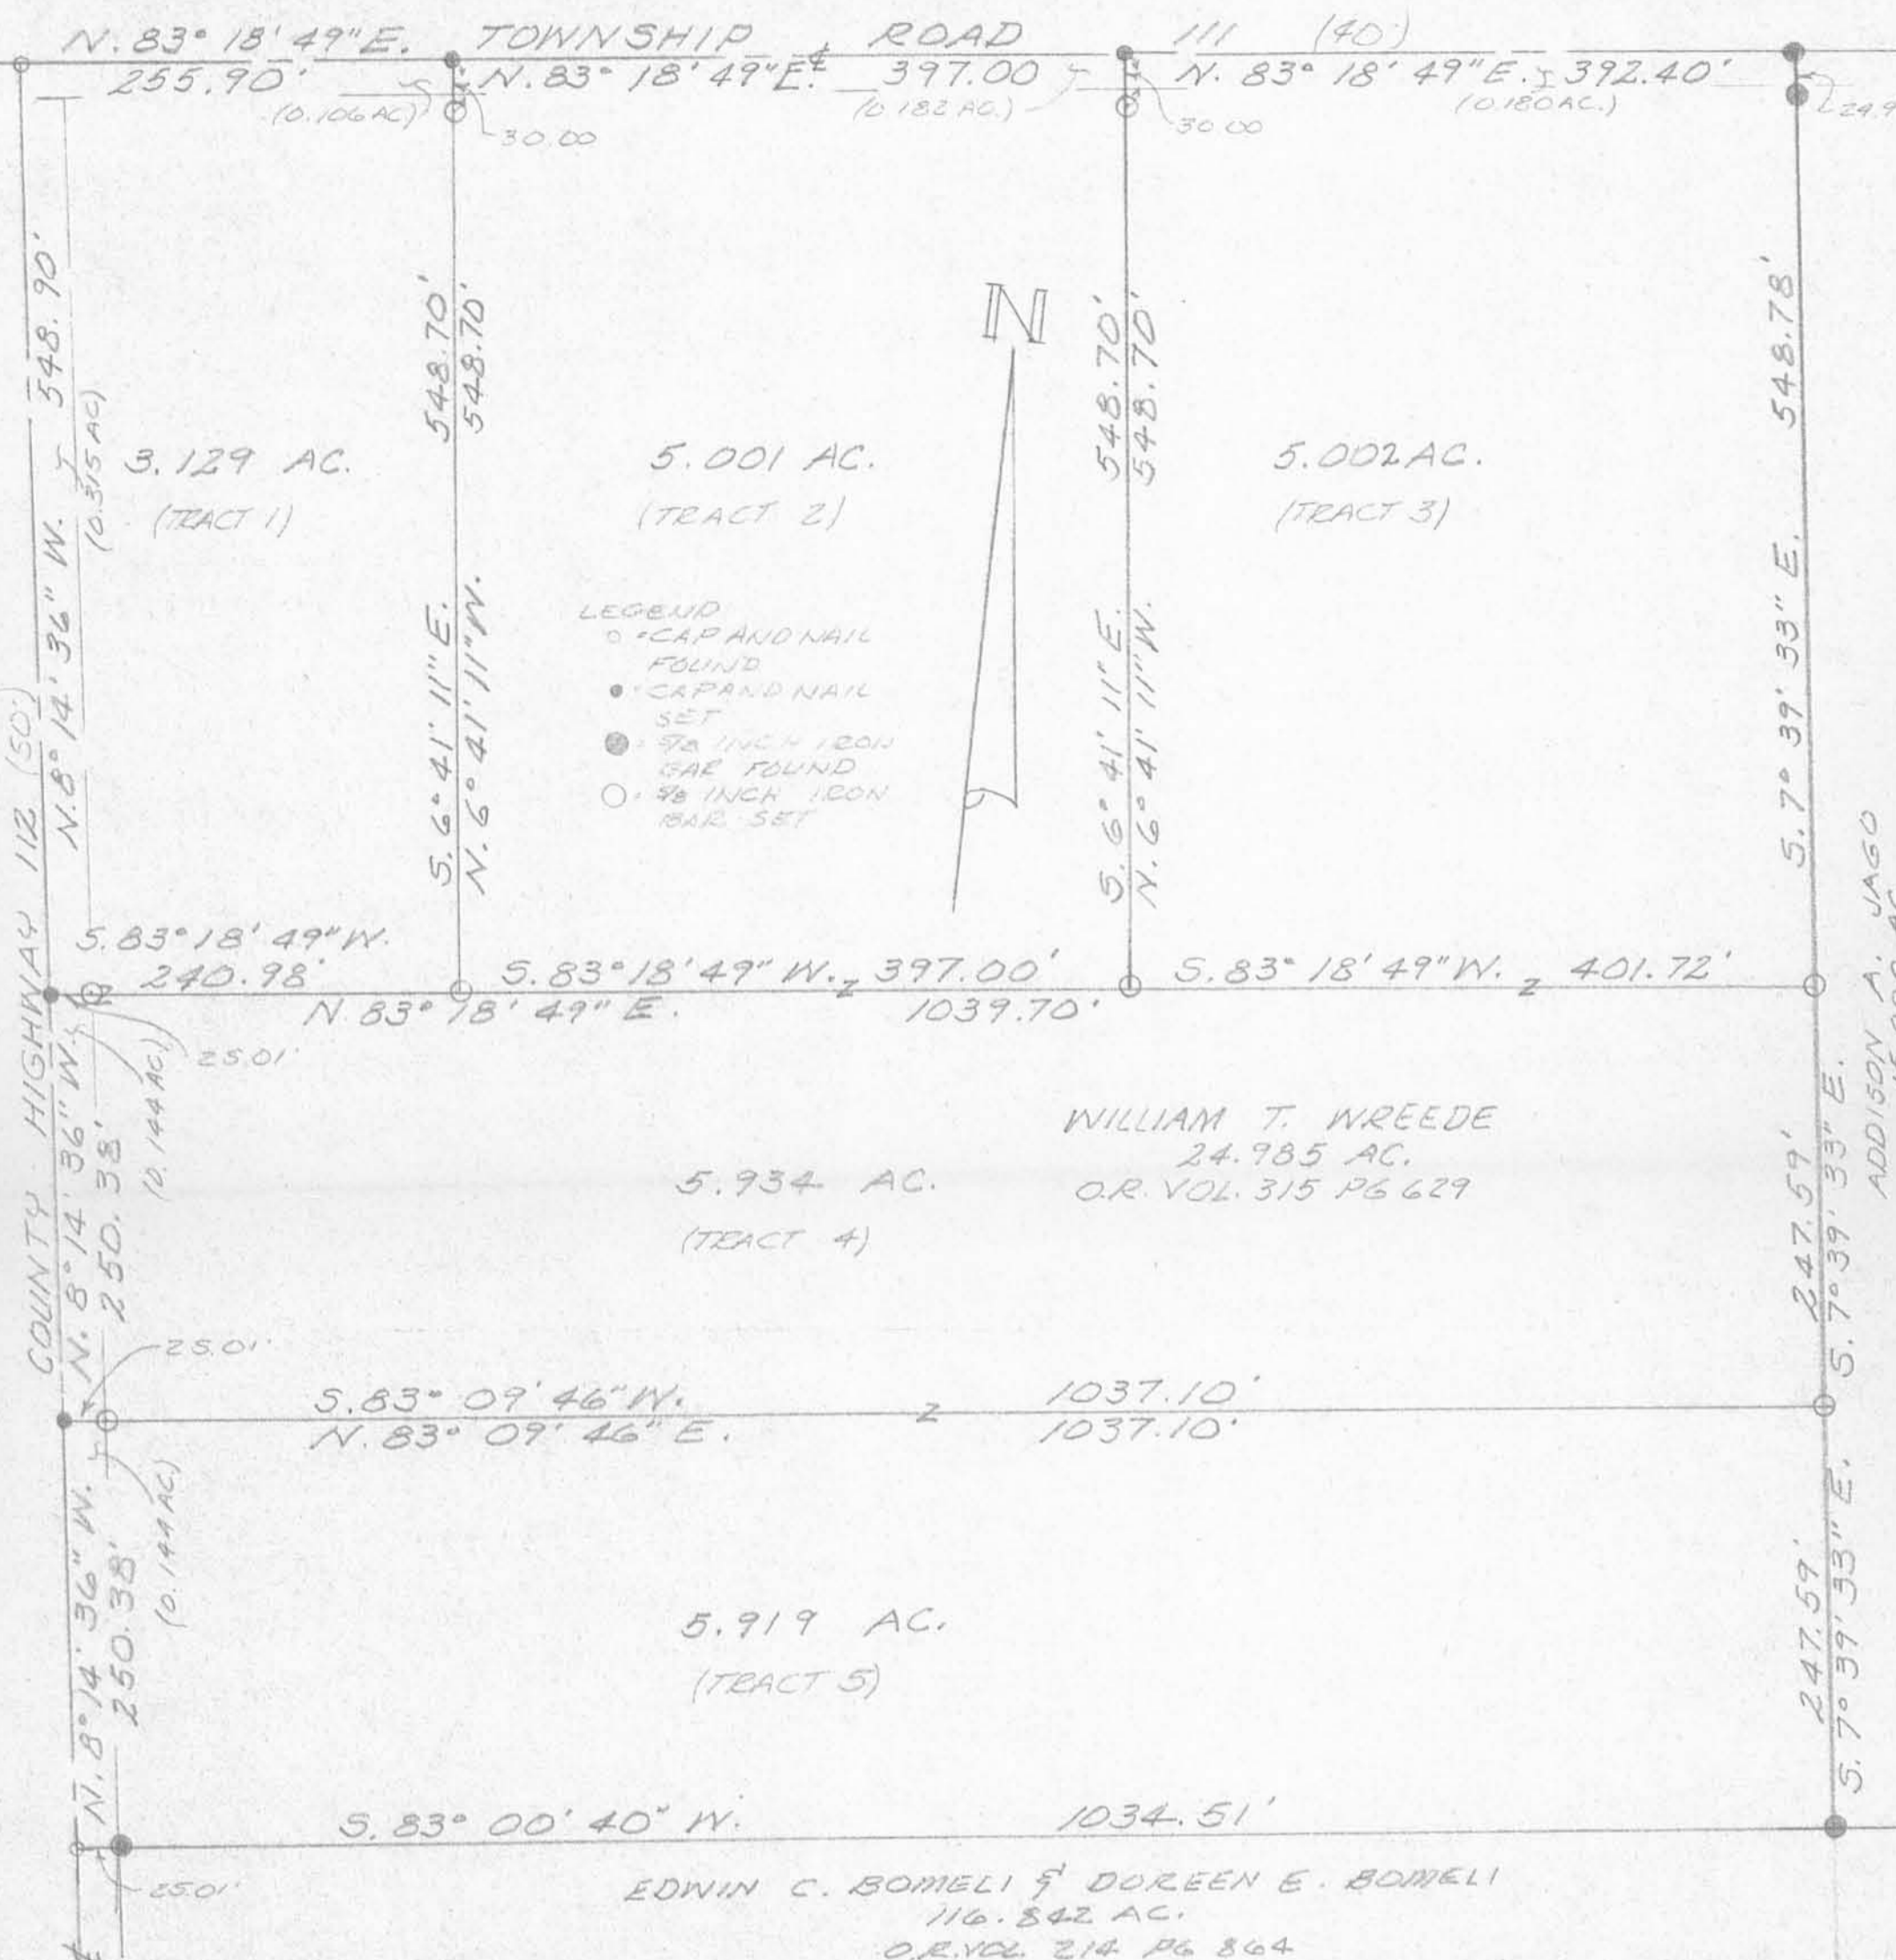 N. 83° 18' 49" E. TOWNSHIP ℄ ROAD 111 (40')
255.90' N. 83° 18' 49" E. 397.00 N. 83° 18' 49" E. 392.40'
(0.106 AC) (0.182 AC.) (0.180 AC.)
30.00 30.00 24.9
N. 8° 14' 36" W. 548.90'
(0.315 AC)
3.129 AC.
(TRACT 1)
S. 6° 41' 11" E. 548.70'
N. 6° 41' 11" W. 548.70'
5.001 AC.
(TRACT 2)
N
S. 6° 41' 11" E. 548.70'
N. 6° 41' 11" W. 548.70'
5.002 AC.
(TRACT 3)
S. 7° 39' 33" E. 548.78'
LEGEND
CAP AND NAIL
FOUND
CAP AND NAIL
SET
5/8 INCH IRON
BAR FOUND
5/8 INCH IRON
BAR SET
COUNTY HIGHWAY 112 (50')
S. 83° 18' 49" W.
240.98'
S. 83° 18' 49" W. 397.00'
S. 83° 18' 49" W. 401.72'
N. 83° 18' 49" E. 1039.70'
25.01'
N. 8° 14' 36" W.
250.38'
(0.144 AC.)
WILLIAM T. WREEDE
24.985 AC.
O.R. VOL. 315 PG 629
5.934 AC.
(TRACT 4)
247.59'
S. 7° 39' 33" E.
ADDISON A. JAGO
25.01'
S. 83° 09' 46" W. 1037.10'
N. 83° 09' 46" E. 1037.10'
N. 8° 14' 36" W.
250.38'
(0.144 AC.)
5.919 AC.
(TRACT 5)
247.59'
S. 7° 39' 33" E.
S. 83° 00' 40" W. 1034.51'
25.01'
EDWIN C. BOMELI & DOREEN E. BOMELI
116.842 AC.
O.R. VOL. 214 PG 864